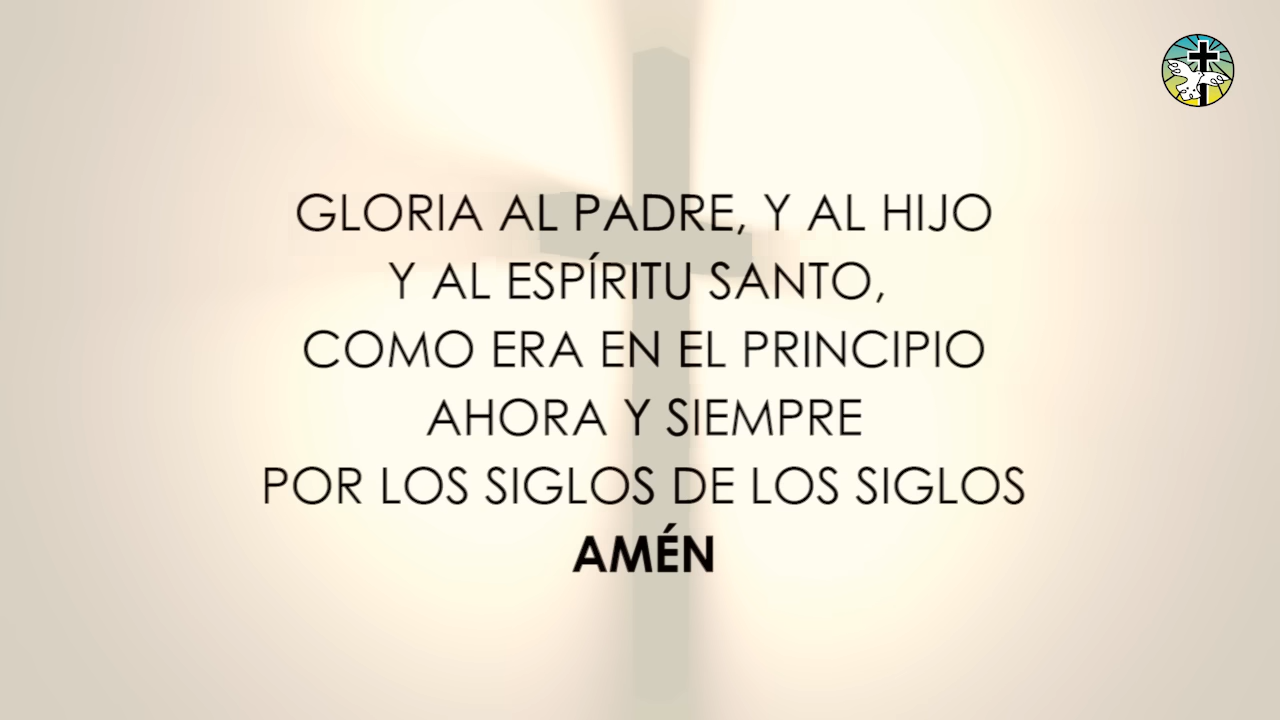 GLORIA AL PADRE, Y AL HIJO
Y AL ESPÍRITU SANTO,
COMO ERA EN EL PRINCIPIO
AHORA Y SIEMPRE
POR LOS SIGLOS DE LOS SIGLOS
AMÉN